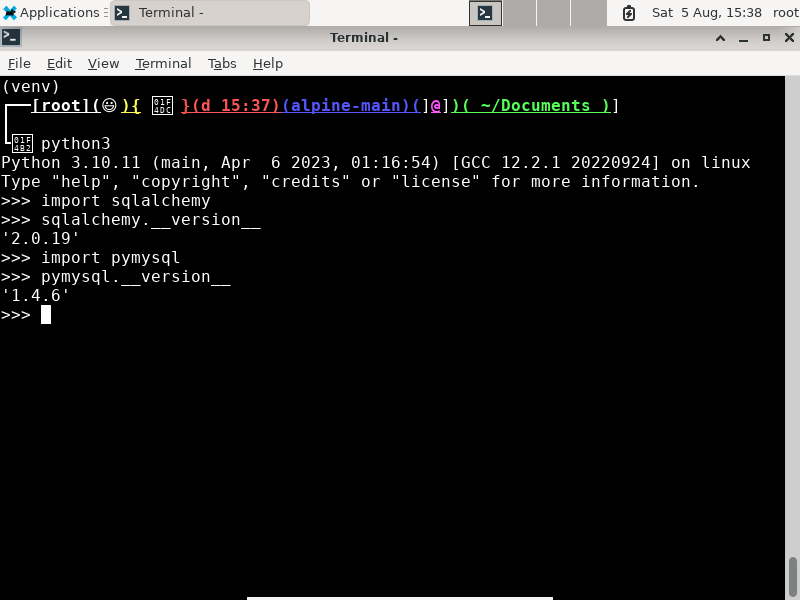 Applications Terminal - Sat 5 Aug, 15:38 root
Terminal -
File Edit View Terminal Tabs Help
(venv)
[root](😃){ 01F4DC }(d 15:37)(alpine-main)(]@])( ~/Documents )]
01F4B2 python3
Python 3.10.11 (main, Apr  6 2023, 01:16:54) [GCC 12.2.1 20220924] on linux
Type "help", "copyright", "credits" or "license" for more information.
>>> import sqlalchemy
>>> sqlalchemy.__version__
'2.0.19'
>>> import pymysql
>>> pymysql.__version__
'1.4.6'
>>>